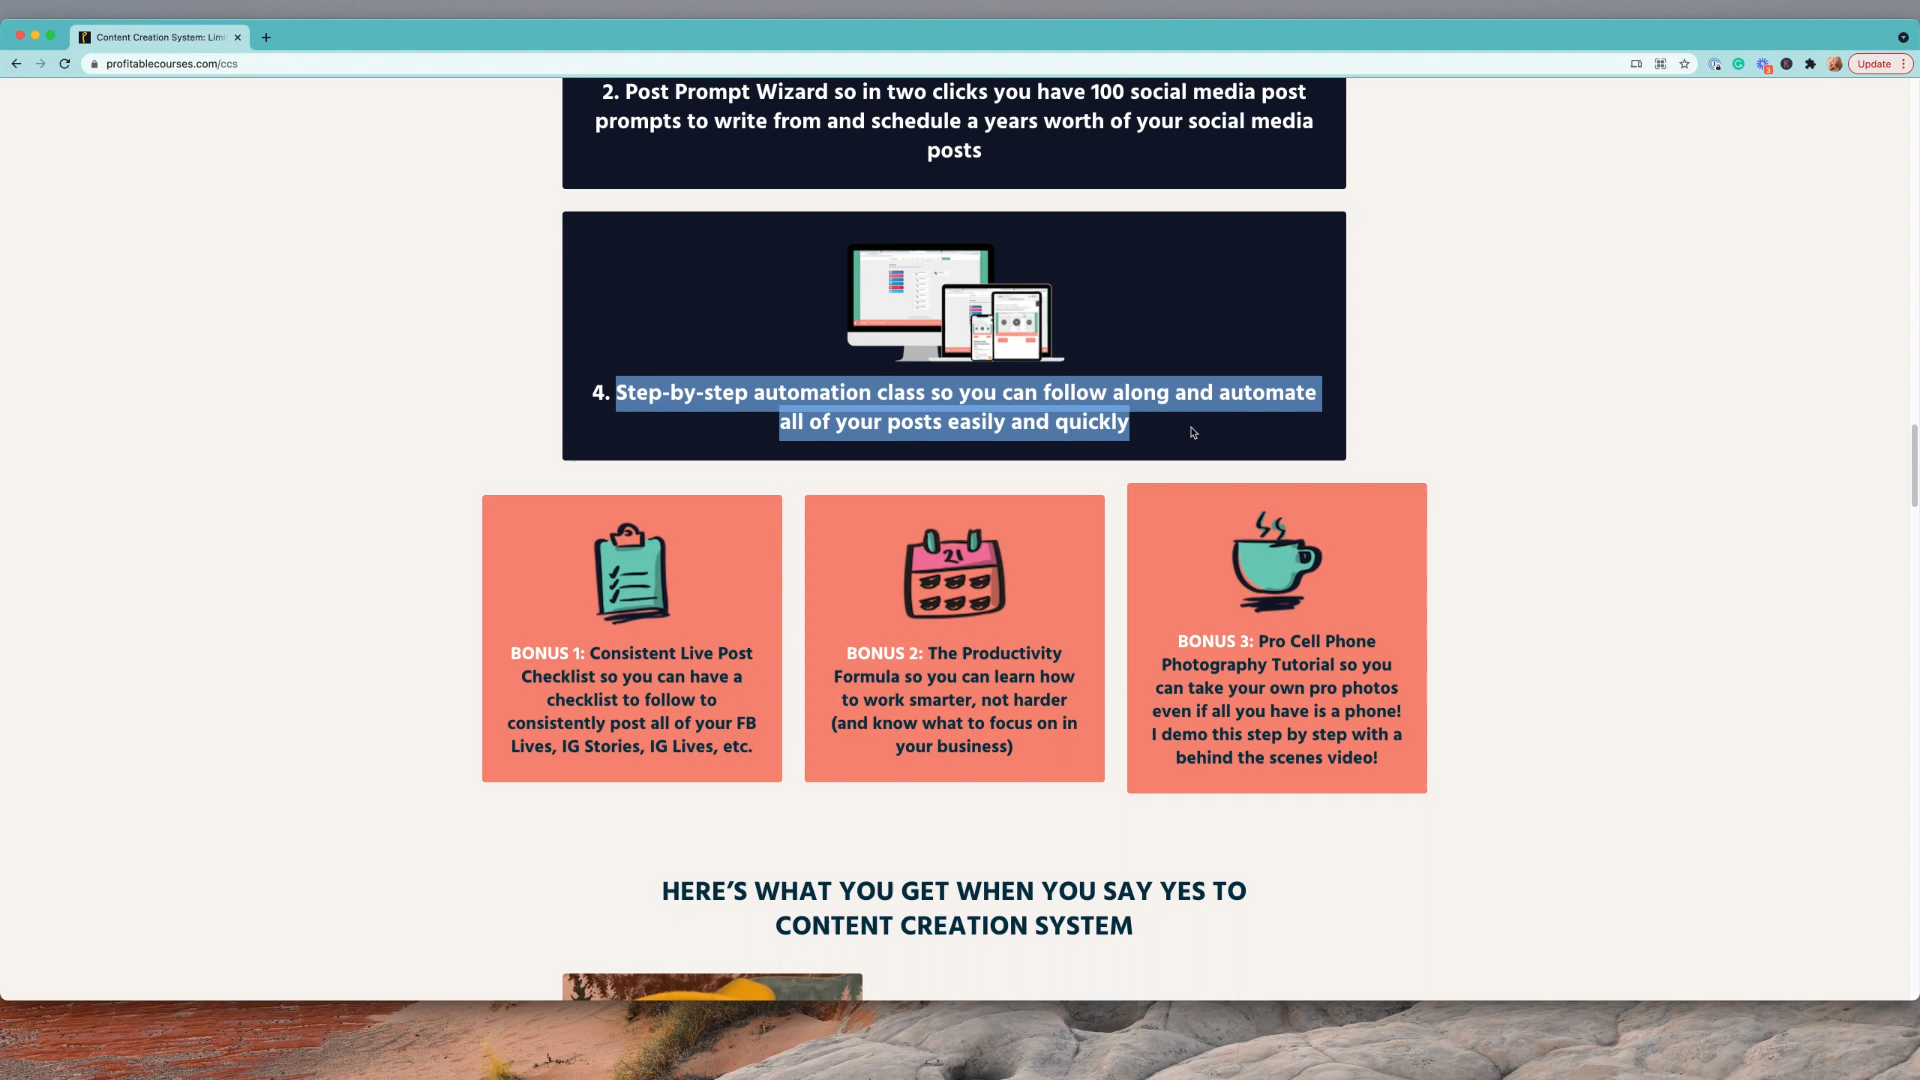 Content Creation System: Lim
profitablecourses.com/ccs
3
Update
2. Post Prompt Wizard so in two clicks you have 100 social media post
prompts to write from and schedule a years worth of your social media
posts
4. Step-by-step automation class so you can follow along and automate
all of your posts easily and quickly
21
BONUS 1: Consistent Live Post
Checklist so you can have a
checklist to follow to
consistently post all of your FB
Lives, IG Stories, IG Lives, etc.
BONUS 2: The Productivity
Formula so you can learn how
to work smarter, not harder
(and know what to focus on in
your business)
BONUS 3: Pro Cell Phone
Photography Tutorial so you
can take your own pro photos
even if all you have is a phone!
I demo this step by step with a
behind the scenes video!
HERE’S WHAT YOU GET WHEN YOU SAY YES TO
CONTENT CREATION SYSTEM